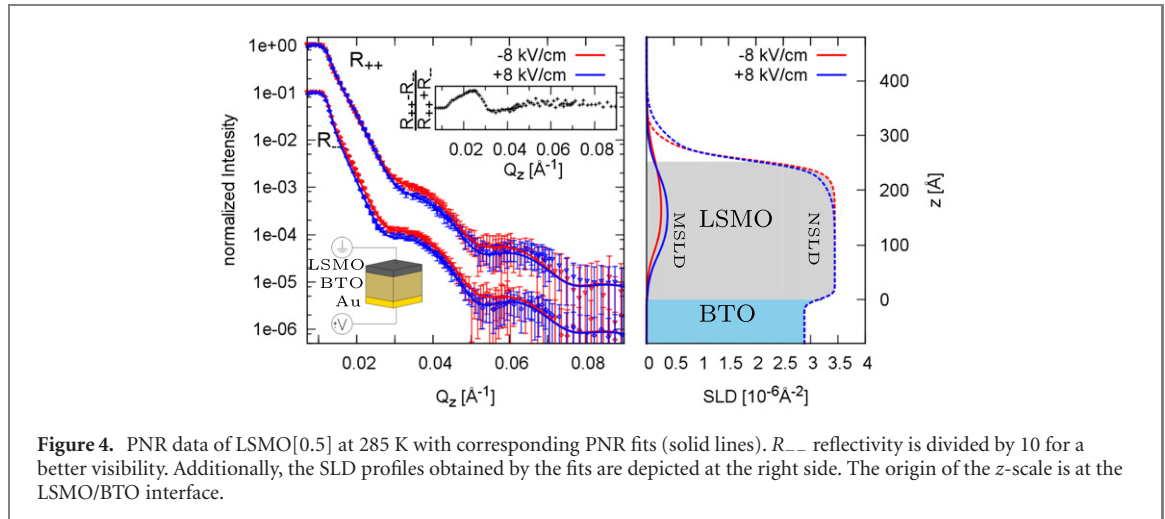 1e+00
1e-01
1e-02
1e-03
1e-04
1e-05
1e-06
normalized Intensity
R++
R--
-8 kV/cm
+8 kV/cm
R++-R--
R+++R--
0.02 0.04 0.06 0.08
Qz [Å-1]
LSMO
BTO
Au
+V
0.02 0.04 0.06 0.08
Qz [Å-1]
-8 kV/cm
+8 kV/cm
LSMO
MSLD
NSLD
BTO
400
300
200
100
0
z [Å]
0 0.5 1 1.5 2 2.5 3 3.5 4
SLD [10-6Å-2]
Figure 4. PNR data of LSMO[0.5] at 285 K with corresponding PNR fits (solid lines). R−− reflectivity is divided by 10 for a
better visibility. Additionally, the SLD profiles obtained by the fits are depicted at the right side. The origin of the z-scale is at the
LSMO/BTO interface.